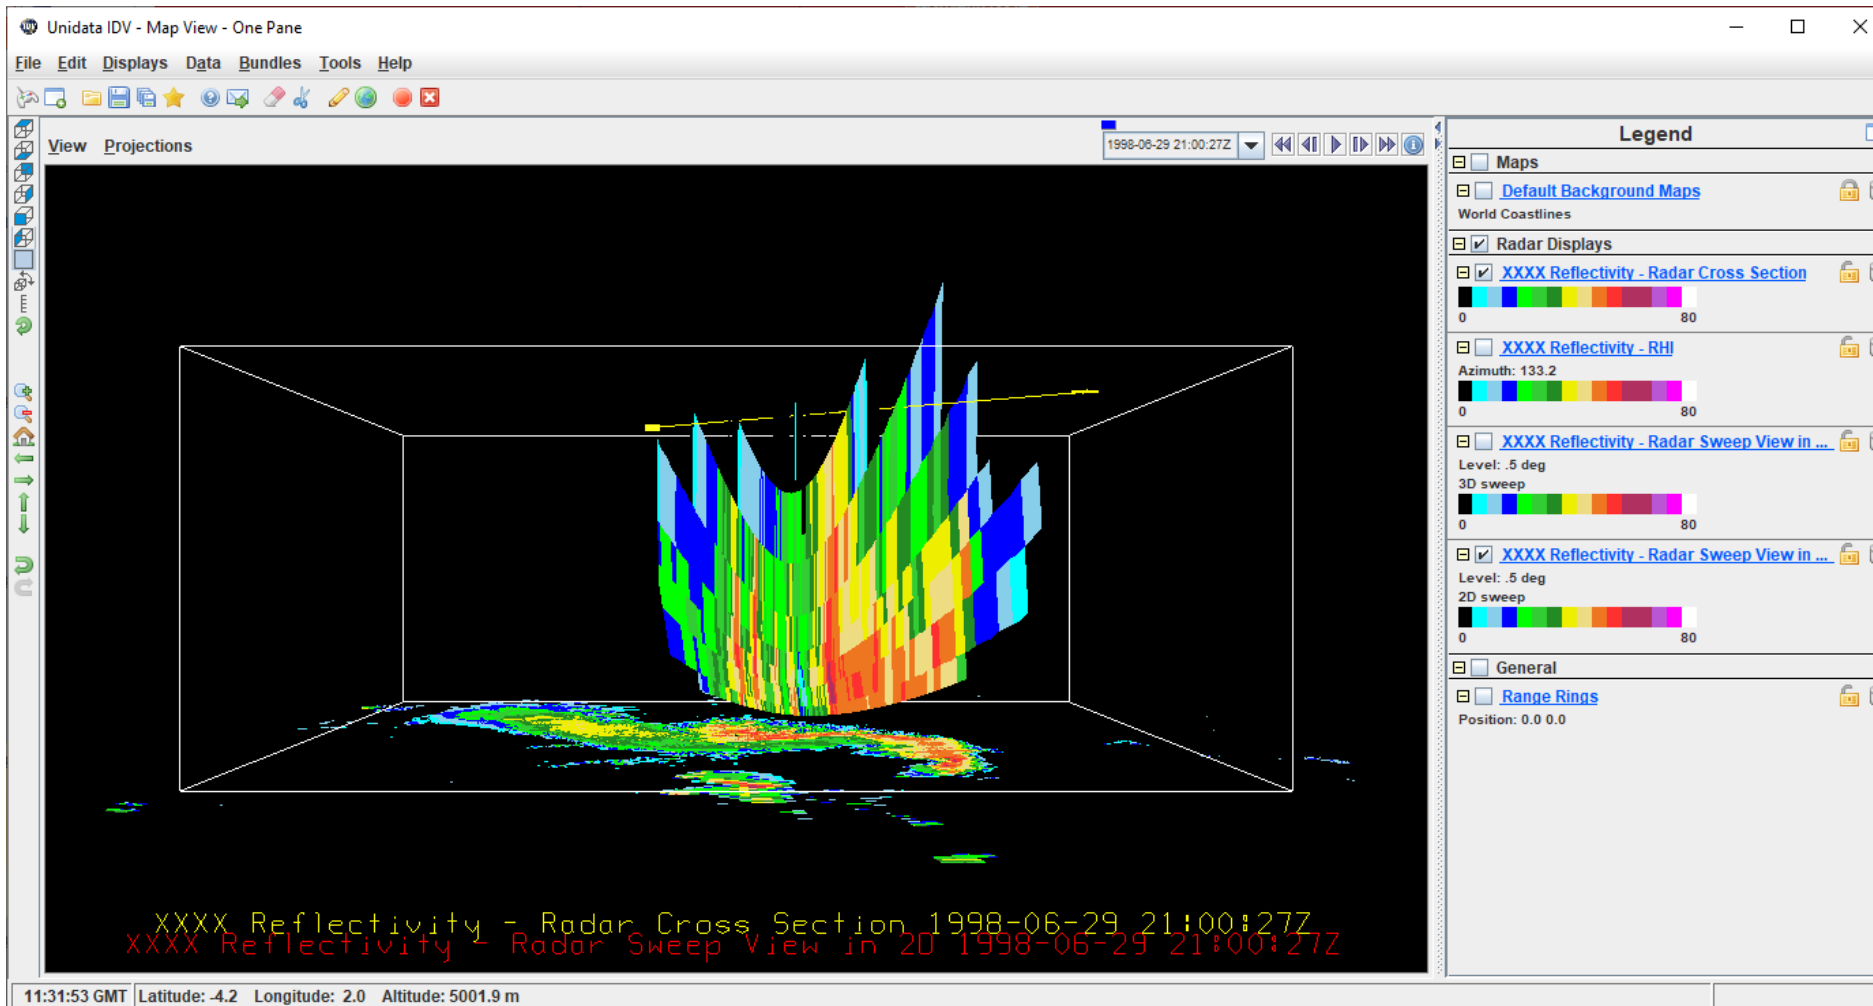 Unidata IDV - Map View - One Pane
File Edit Displays Data Bundles Tools Help
View Projections
1998-06-29 21:00:27Z
Legend
Maps
Default Background Maps
World Coastlines
Radar Displays
XXXX Reflectivity - Radar Cross Section
0 80
XXXX Reflectivity - RHI
Azimuth: 133.2
0 80
XXXX Reflectivity - Radar Sweep View in ...
Level: .5 deg
3D sweep
0 80
XXXX Reflectivity - Radar Sweep View in ...
Level: .5 deg
2D sweep
0 80
General
Range Rings
Position: 0.0 0.0
XXXX Reflectivity - Radar Cross Section 1998-06-29 21:00:27Z
XXXX Reflectivity - Radar Sweep View in 2D 1998-06-29 21:00:27Z
11:31:53 GMT Latitude: -4.2 Longitude: 2.0 Altitude: 5001.9 m